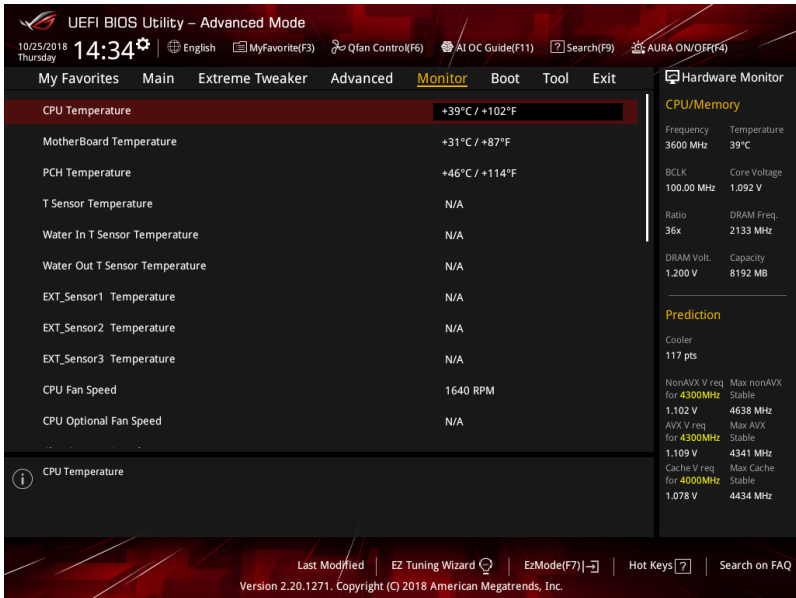 UEFI BIOS Utility – Advanced Mode
10/25/2018
Thursday
14:34
English
MyFavorite(F3)
Qfan Control(F6)
AI OC Guide(F11)
? Search(F9)
AURA ON/OFF(F4)
My Favorites Main Extreme Tweaker Advanced Monitor Boot Tool Exit
CPU Temperature +39°C / +102°F
MotherBoard Temperature +31°C / +87°F
PCH Temperature +46°C / +114°F
T Sensor Temperature N/A
Water In T Sensor Temperature N/A
Water Out T Sensor Temperature N/A
EXT_Sensor1 Temperature N/A
EXT_Sensor2 Temperature N/A
EXT_Sensor3 Temperature N/A
CPU Fan Speed 1640 RPM
CPU Optional Fan Speed N/A
i CPU Temperature
Hardware Monitor
CPU/Memory
Frequency Temperature
3600 MHz 39°C
BCLK Core Voltage
100.00 MHz 1.092 V
Ratio DRAM Freq.
36x 2133 MHz
DRAM Volt. Capacity
1.200 V 8192 MB
Prediction
Cooler
117 pts
NonAVX V req Max nonAVX
for 4300MHz Stable
1.102 V 4638 MHz
AVX V req Max AVX
for 4300MHz Stable
1.109 V 4341 MHz
Cache V req Max Cache
for 4000MHz Stable
1.078 V 4434 MHz
Last Modified EZ Tuning Wizard EzMode(F7) Hot Keys ? Search on FAQ
Version 2.20.1271. Copyright (C) 2018 American Megatrends, Inc.